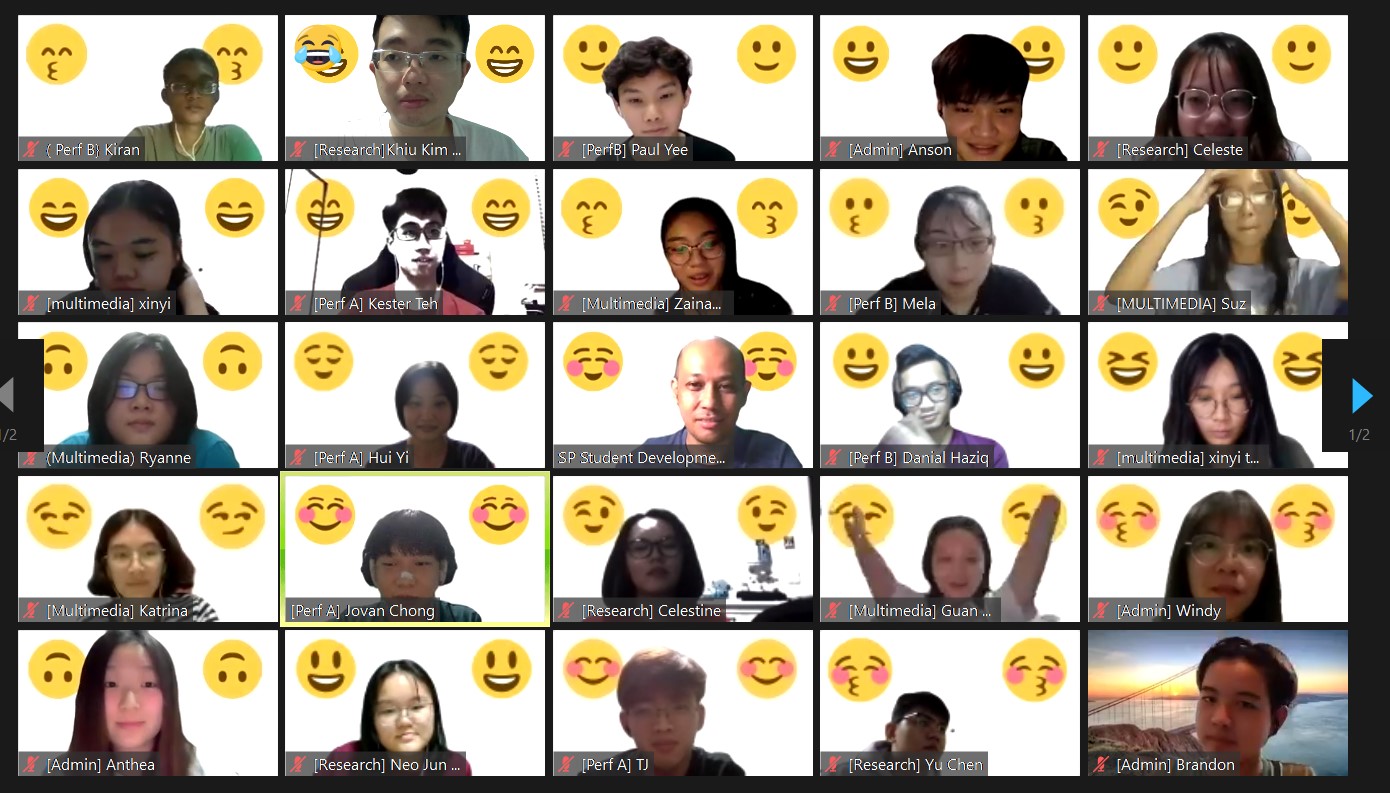 ( Perf B} Kiran
[Research]Khiu Kim ...
[PerfB] Paul Yee
[Admin] Anson
[Research] Celeste
[multimedia] xinyi
[Perf A] Kester Teh
[Multimedia] Zaina...
[Perf B] Mela
[MULTIMEDIA] Suz
(Multimedia) Ryanne
[Perf A] Hui Yi
SP Student Developme...
[Perf B] Danial Haziq
[multimedia] xinyi t...
1/2
1/2
[Multimedia] Katrina
[Perf A] Jovan Chong
[Research] Celestine
[Multimedia] Guan ...
[Admin] Windy
[Admin] Anthea
[Research] Neo Jun ...
[Perf A] TJ
[Research] Yu Chen
[Admin] Brandon